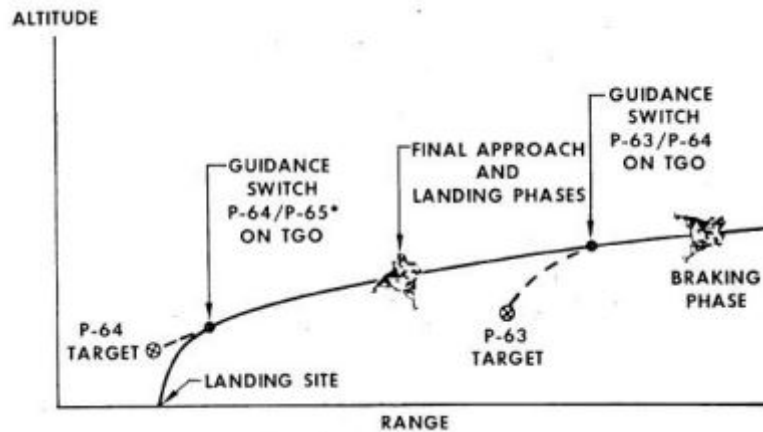 ALTITUDE
GUIDANCE
SWITCH
P-63/P-64
ON TGO
FINAL APPROACH
AND
LANDING PHASES
GUIDANCE
SWITCH
P-64/P-65*
ON TGO
BRAKING
PHASE
P-64
TARGET
P-63
TARGET
LANDING SITE
RANGE